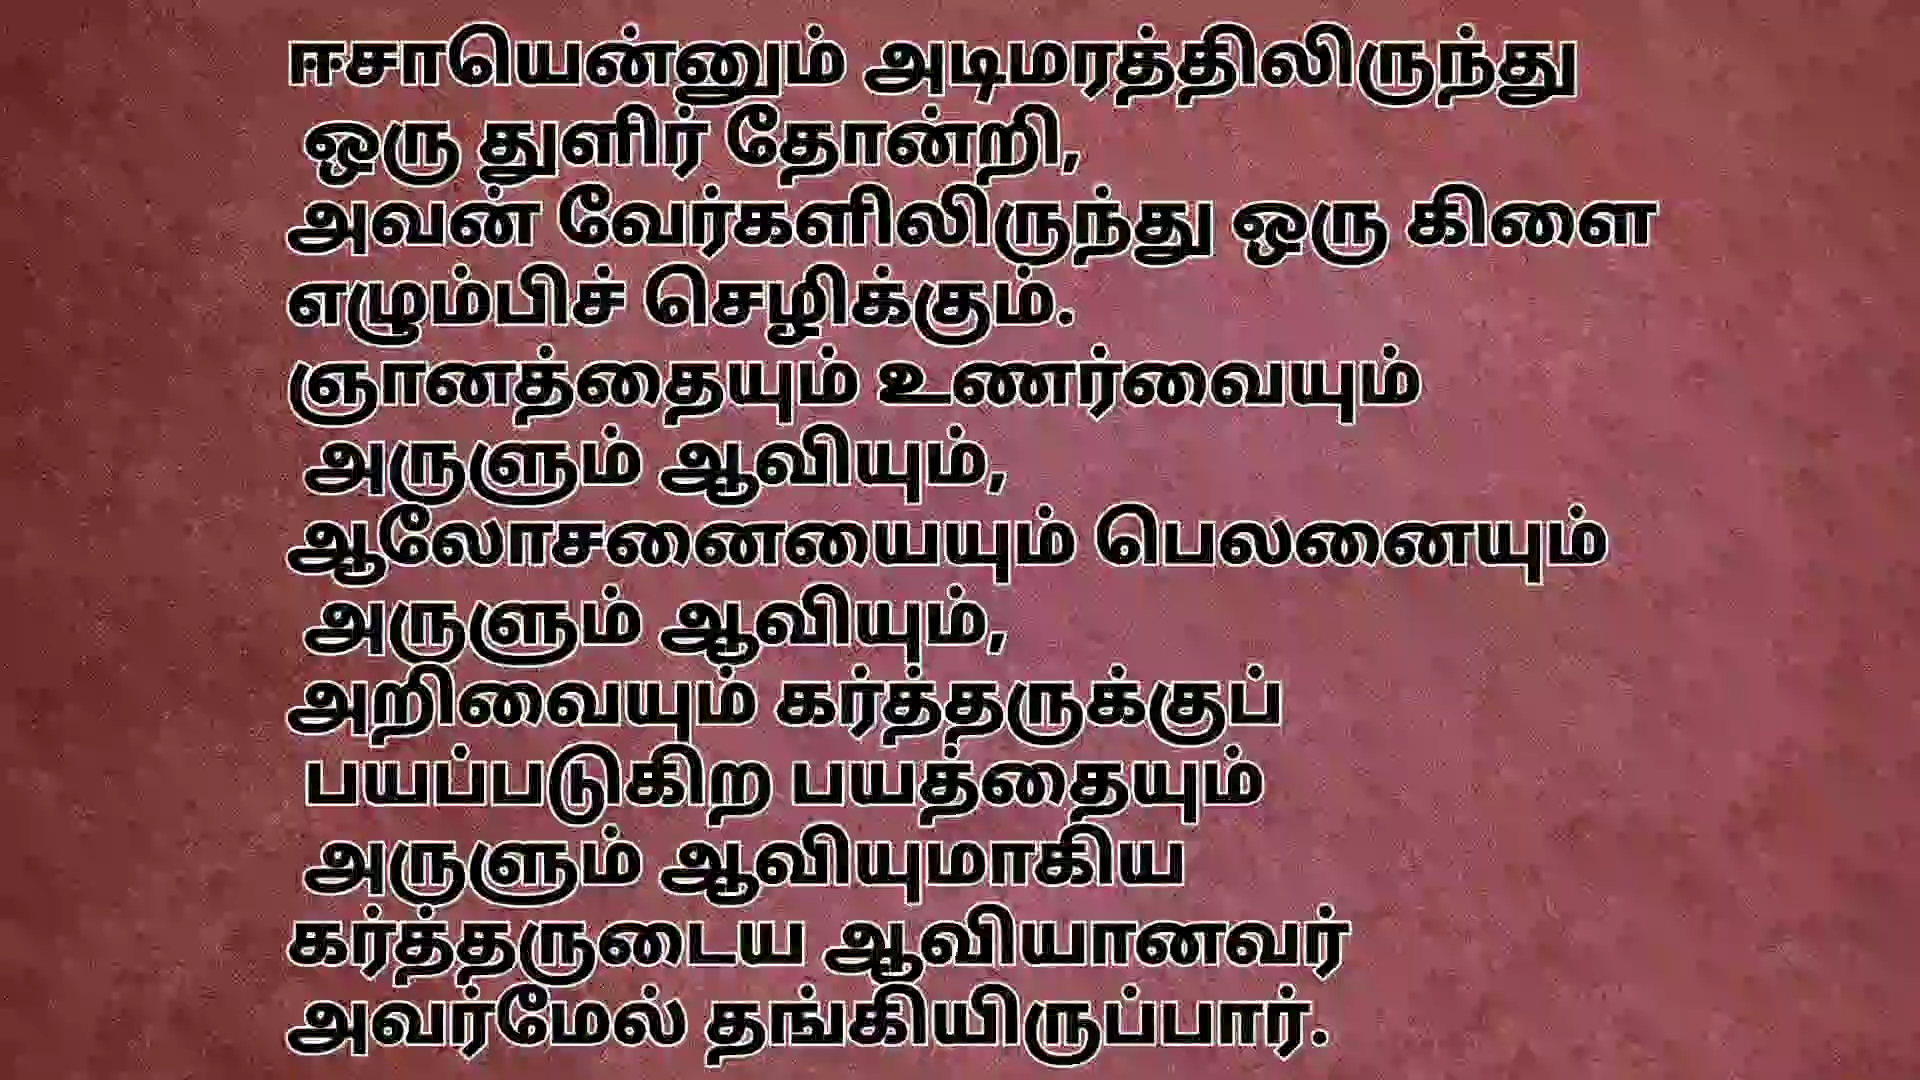 ஈசாயென்னும் அடிமரத்திலிருந்து
ஒரு துளிர் தோன்றி,
அவன் வேர்களிலிருந்து ஒரு கிளை
எழும்பிச் செழிக்கும்.
ஞானத்தையும் உணர்வையும்
அருளும் ஆவியும்,
ஆலோசனையையும் பெலனையும்
அருளும் ஆவியும்,
அறிவையும் கர்த்தருக்குப்
பயப்படுகிற பயத்தையும்
அருளும் ஆவியுமாகிய
கர்த்தருடைய ஆவியானவர்
அவர்மேல் தங்கியிருப்பார்.